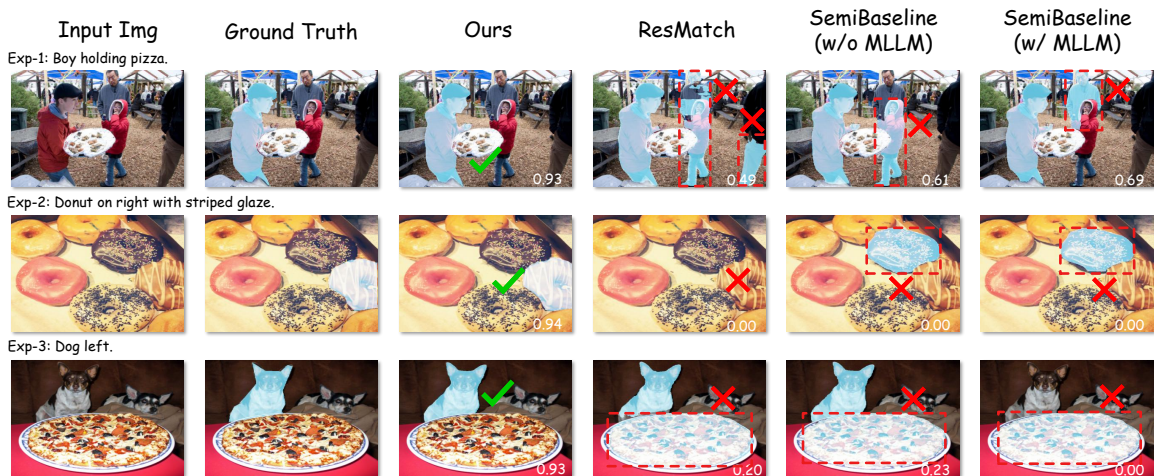 Input Img
Ground Truth
Ours
ResMatch
SemiBaseline
(w/o MLLM)
SemiBaseline
(w/ MLLM)
Exp-1: Boy holding pizza.
0.93
0.49
0.61
0.69
Exp-2: Donut on right with striped glaze.
0.94
0.00
0.00
0.00
Exp-3: Dog left.
0.93
0.20
0.23
0.00